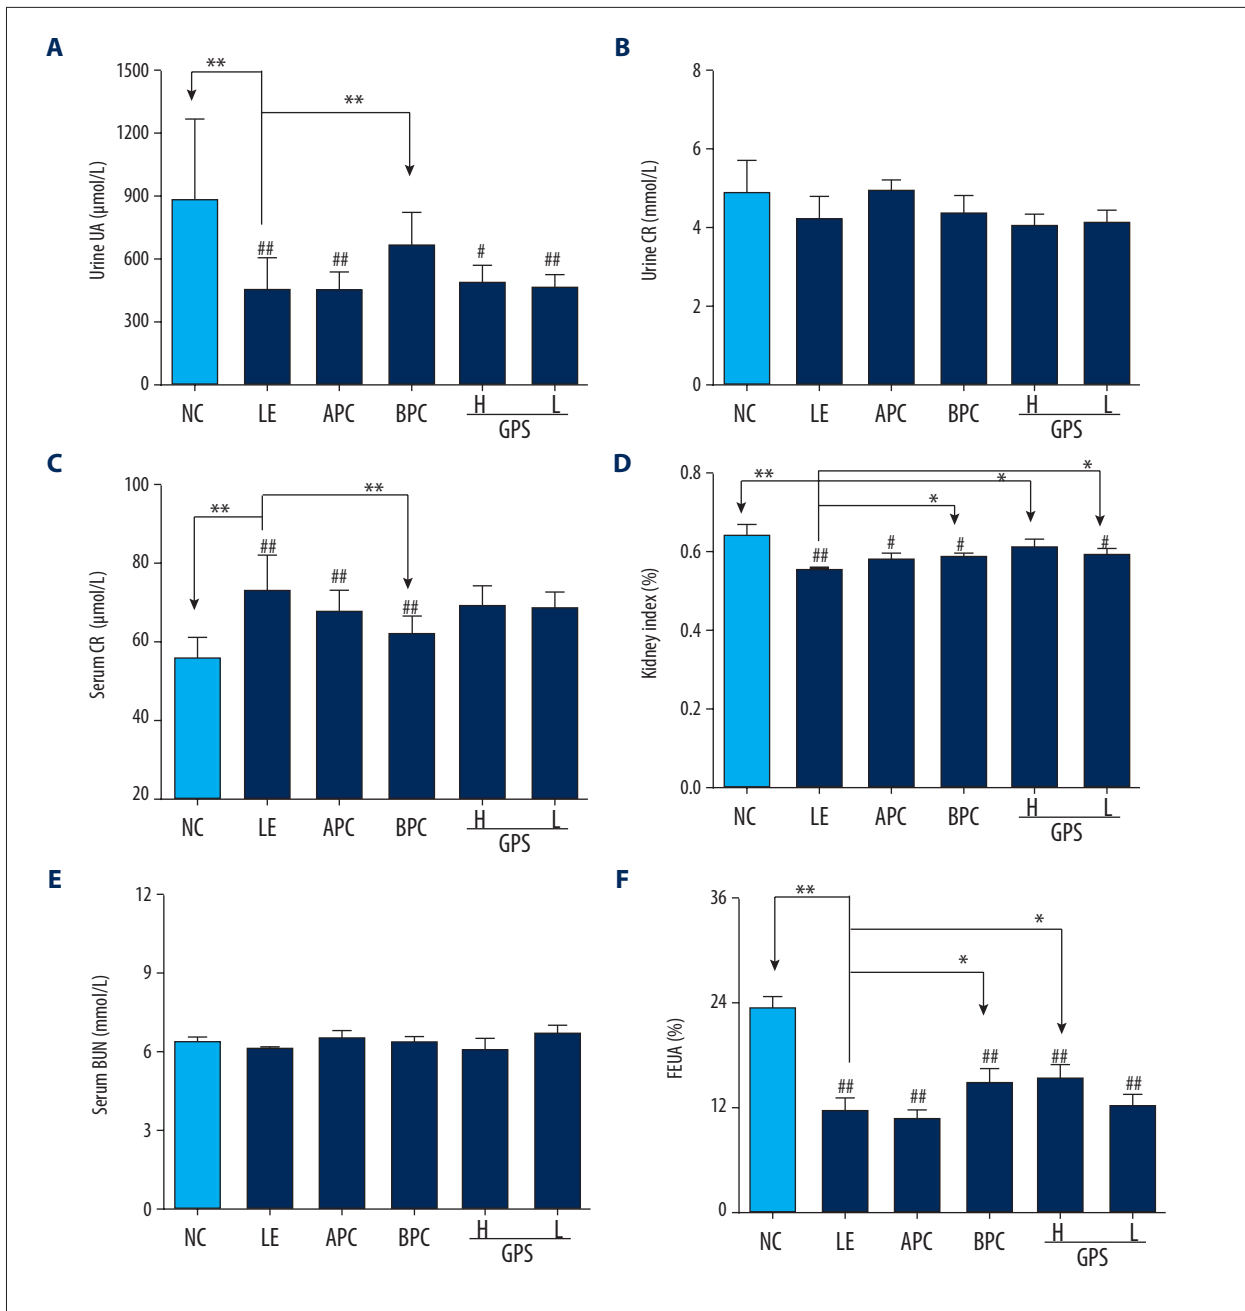 A
Urine UA (µmol/L)
1500
1200
900
600
300
0
**
**
##
##
#
##
NC
LE
APC
BPC
H
L
GPS
B
Urine CR (mmol/L)
8
6
4
2
0
NC
LE
APC
BPC
H
L
GPS
C
Serum CR (µmol/L)
100
80
60
40
20
**
**
##
##
##
NC
LE
APC
BPC
H
L
GPS
D
Kidney index (%)
0.8
0.6
0.4
0.2
0.0
**
*
*
*
##
#
#
#
NC
LE
APC
BPC
H
L
GPS
E
Serum BUN (mmol/L)
12
9
6
3
0
NC
LE
APC
BPC
H
L
GPS
F
FEUA (%)
36
24
12
0
**
*
*
##
##
##
##
##
NC
LE
APC
BPC
H
L
GPS